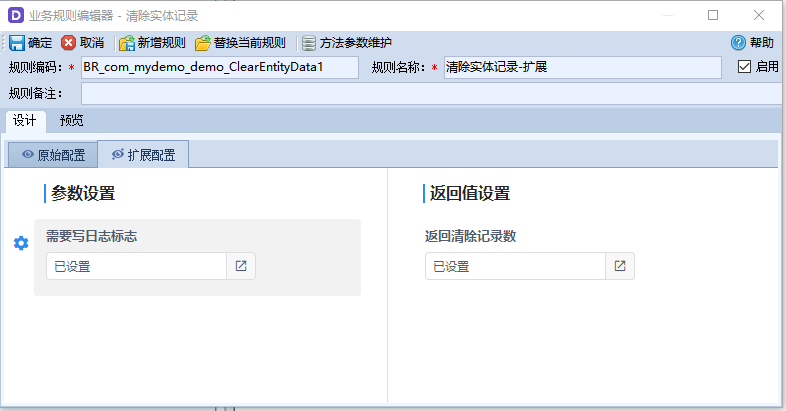 业务规则编辑器 - 清除实体记录
确定 取消 新增规则 替换当前规则 方法参数维护 帮助
规则编码：* BR_com_mydemo_demo_ClearEntityData1 规则名称：* 清除实体记录-扩展 启用
规则备注：
设计 预览
原始配置 扩展配置
参数设置 返回值设置
需要写日志标志 返回清除记录数
已设置 已设置